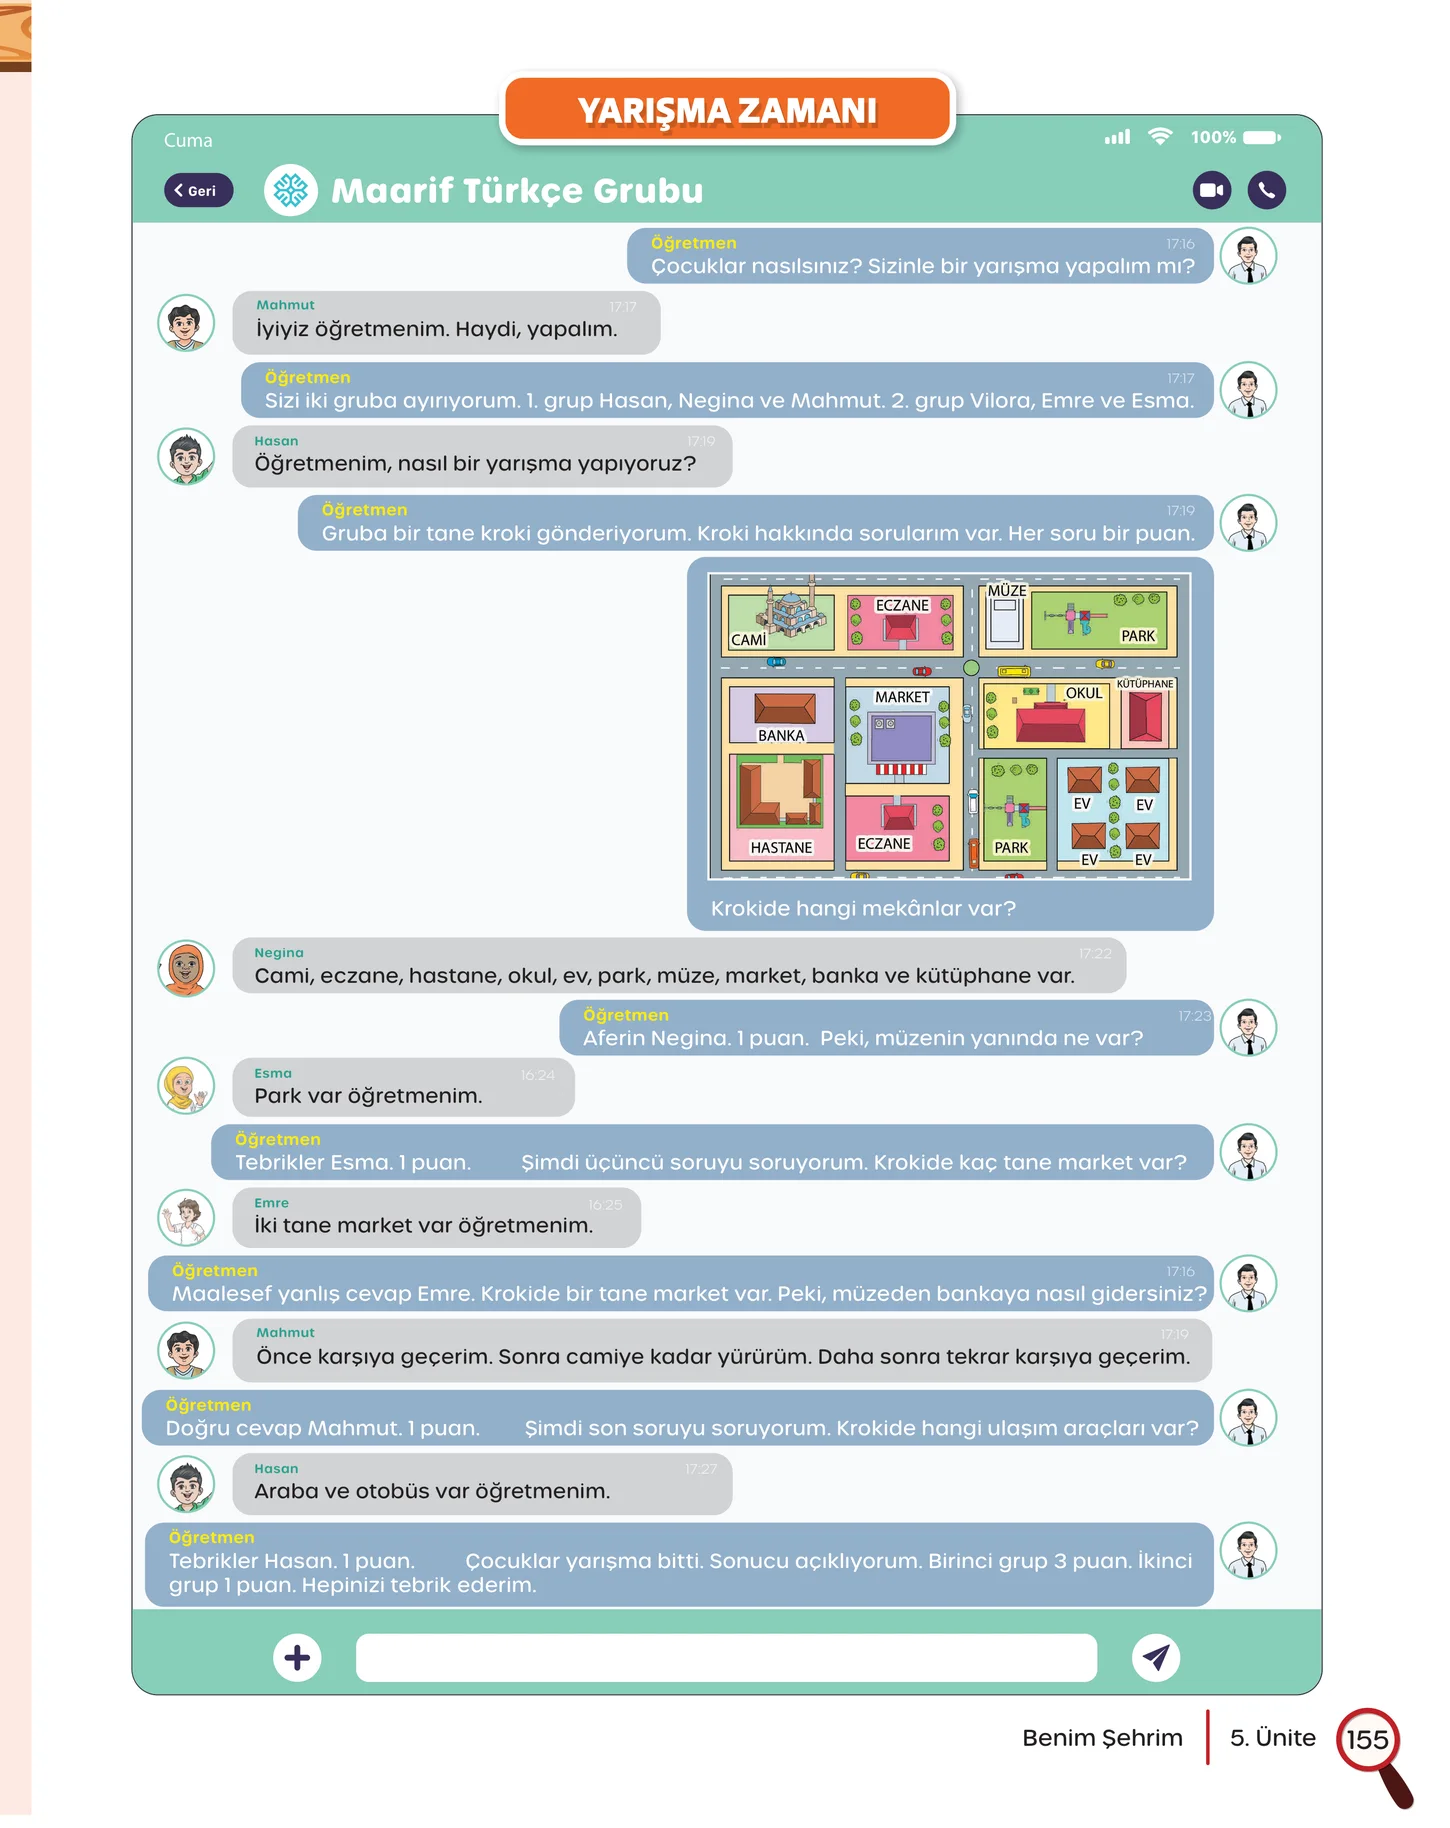 YARIŞMA ZAMANI
Cuma
100%
Geri
Maarif Türkçe Grubu
Öğretmen 17:16
Çocuklar nasılsınız? Sizinle bir yarışma yapalım mı?
Mahmut 17:17
İyiyiz öğretmenim. Haydi, yapalım.
Öğretmen 17:17
Sizi iki gruba ayırıyorum. 1. grup Hasan, Negina ve Mahmut. 2. grup Vilora, Emre ve Esma.
Hasan 17:19
Öğretmenim, nasıl bir yarışma yapıyoruz?
Öğretmen 17:19
Gruba bir tane kroki gönderiyorum. Kroki hakkında sorularım var. Her soru bir puan.
CAMİ
ECZANE
MÜZE
PARK
BANKA
MARKET
OKUL
KÜTÜPHANE
HASTANE
ECZANE
PARK
EV
EV
EV
EV
Krokide hangi mekânlar var?
Negina 17:22
Cami, eczane, hastane, okul, ev, park, müze, market, banka ve kütüphane var.
Öğretmen 17:23
Aferin Negina. 1 puan. Peki, müzenin yanında ne var?
Esma 16:24
Park var öğretmenim.
Öğretmen
Tebrikler Esma. 1 puan. Şimdi üçüncü soruyu soruyorum. Krokide kaç tane market var?
Emre 16:25
İki tane market var öğretmenim.
Öğretmen 17:16
Maalesef yanlış cevap Emre. Krokide bir tane market var. Peki, müzeden bankaya nasıl gidersiniz?
Mahmut 17:19
Önce karşıya geçerim. Sonra camiye kadar yürürüm. Daha sonra tekrar karşıya geçerim.
Öğretmen
Doğru cevap Mahmut. 1 puan. Şimdi son soruyu soruyorum. Krokide hangi ulaşım araçları var?
Hasan 17:27
Araba ve otobüs var öğretmenim.
Öğretmen
Tebrikler Hasan. 1 puan. Çocuklar yarışma bitti. Sonucu açıklıyorum. Birinci grup 3 puan. İkinci
grup 1 puan. Hepinizi tebrik ederim.
Benim Şehrim 5. Ünite 155